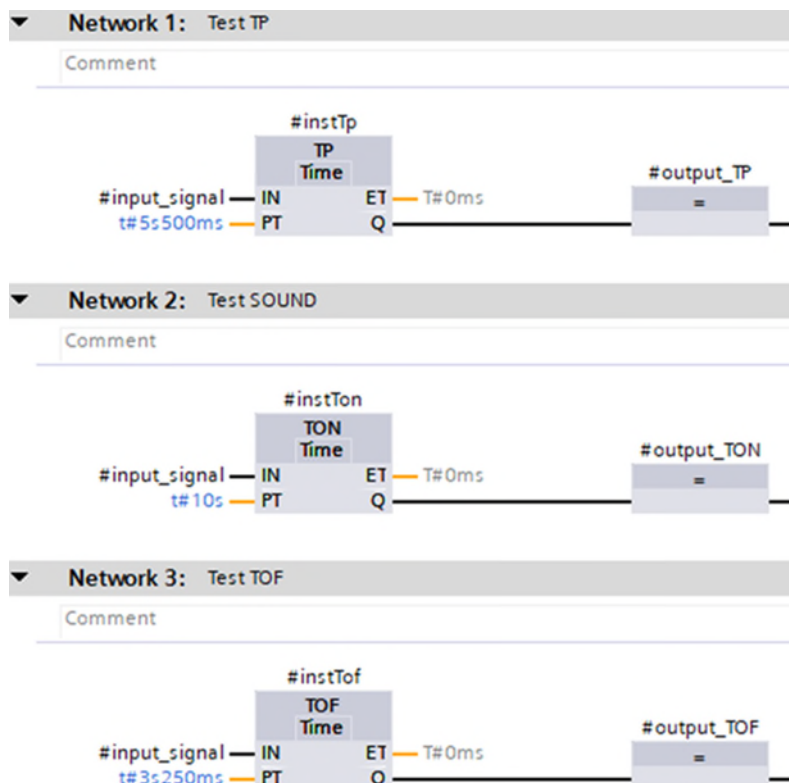 Network 1: Test TP
Comment
#instTp
TP
Time
#output_TP
#input_signal IN ET T#0ms =
t#5s500ms PT Q
Network 2: Test SOUND
Comment
#instTon
TON
Time
#output_TON
#input_signal IN ET T#0ms =
t#10s PT Q
Network 3: Test TOF
Comment
#instTof
TOF
Time
#output_TOF
#input_signal IN ET T#0ms =
t#3s250ms PT Q